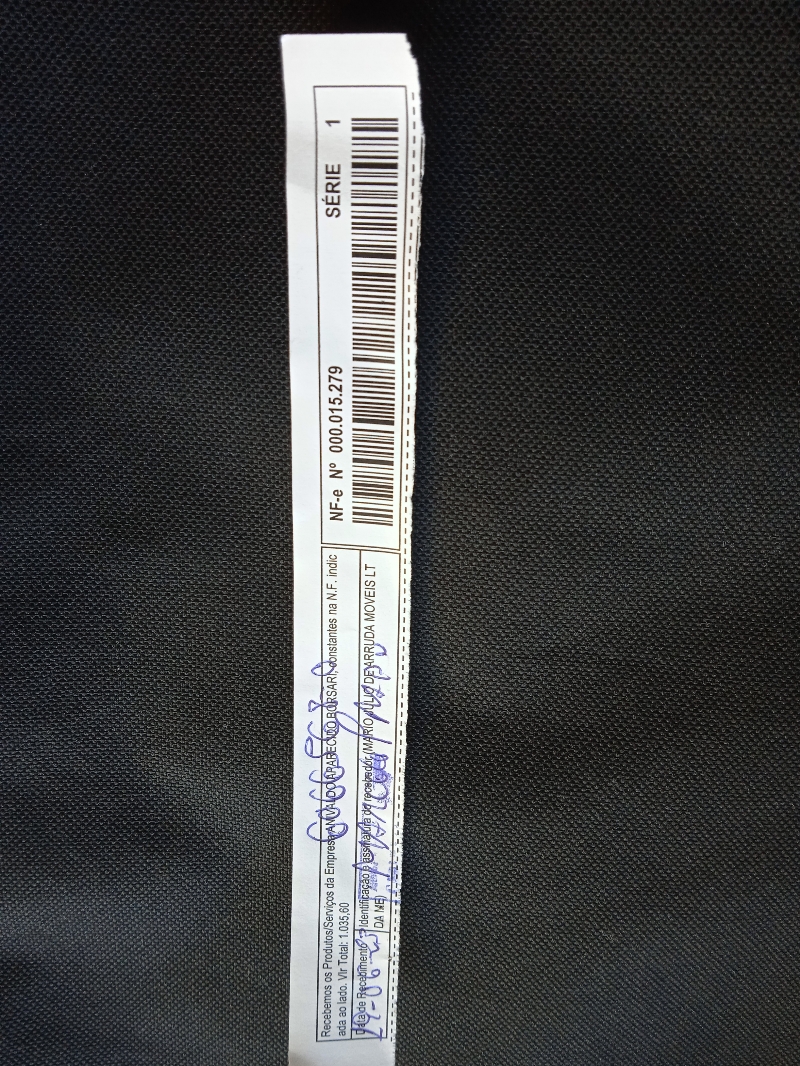 Recebemos os Produtos/Serviços da Empresa ANIVALDO APARECIDO BORSARI, constantes na N.F. indic
ada ao lado. Vlr Total: 1.035,60
Data de Recebimento
Identificação e assinatura do recebedor (MARIO JULIO DE ARRUDA MOVEIS LT
DA ME)
NF-e Nº 000.015.279 SÉRIE 1